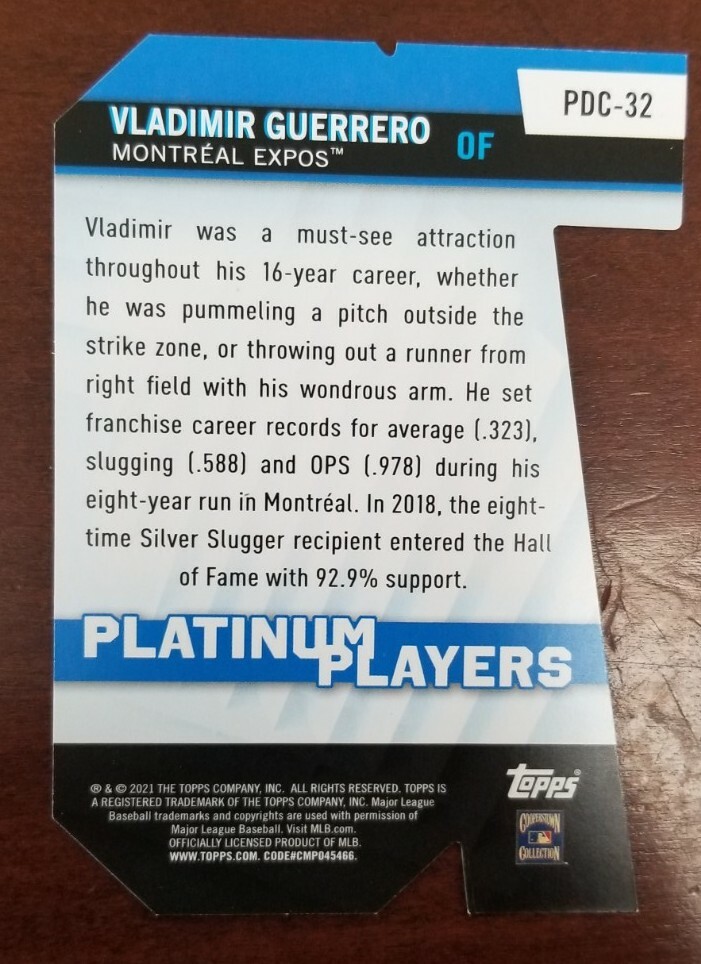 PDC-32
VLADIMIR GUERRERO
MONTRÉAL EXPOS™
OF
Vladimir was a must-see attraction
throughout his 16-year career, whether
he was pummeling a pitch outside the
strike zone, or throwing out a runner from
right field with his wondrous arm. He set
franchise career records for average (.323),
slugging (.588) and OPS (.978) during his
eight-year run in Montréal. In 2018, the eight-
time Silver Slugger recipient entered the Hall
of Fame with 92.9% support.
PLATINUM
PLAYERS
® & © 2021 THE TOPPS COMPANY, INC. ALL RIGHTS RESERVED. TOPPS IS
A REGISTERED TRADEMARK OF THE TOPPS COMPANY, INC. Major League
Baseball trademarks and copyrights are used with permission of
Major League Baseball. Visit MLB.com.
OFFICIALLY LICENSED PRODUCT OF MLB.
WWW.TOPPS.COM. CODE#CMP045466.
Topps
COOPERSTOWN
COLLECTION